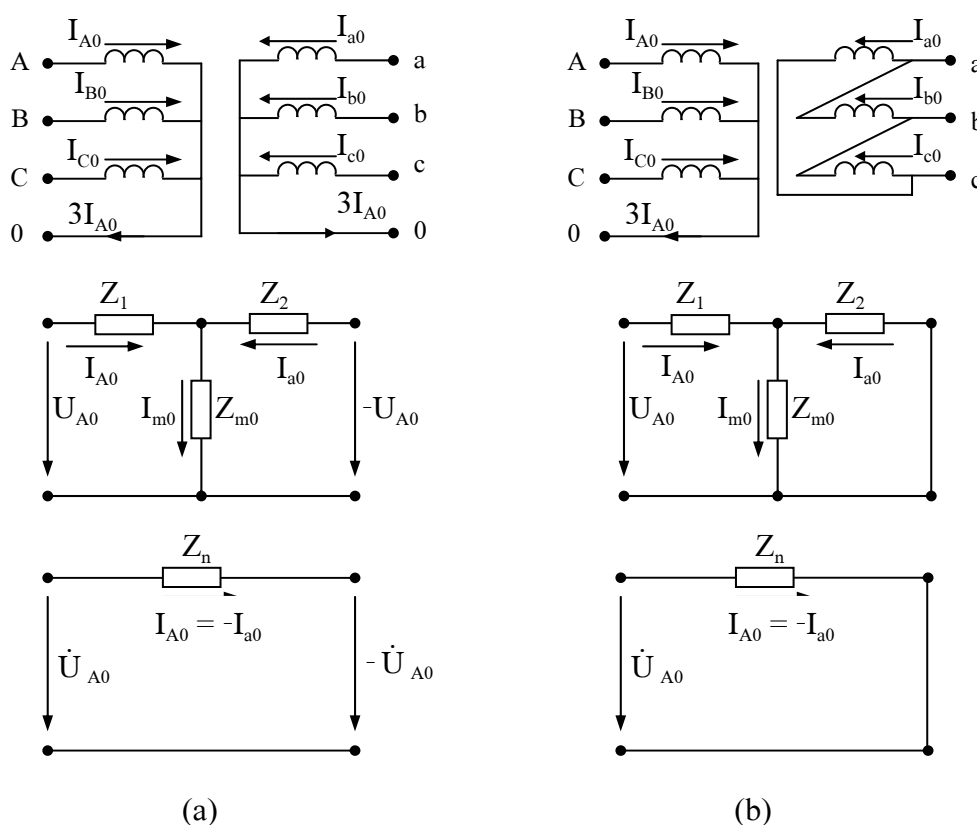 I_A0 I_a0 I_A0 I_a0
A a A a
I_B0 I_b0 I_B0 I_b0
B b B b
I_C0 I_c0 I_C0 I_c0
C c C c
3I_A0 3I_A0 3I_A0
0 0 0
Z_1 Z_2 Z_1 Z_2
I_A0 I_a0 I_A0 I_a0
U_A0 I_m0 Z_m0 -U_A0 U_A0 I_m0 Z_m0
Z_n Z_n
I_A0 = -I_a0 I_A0 = -I_a0
U̇_A0 - U̇_A0 U̇_A0
(a) (b)